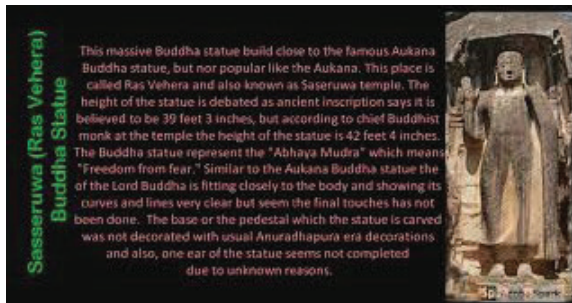 Sasseruwa (Ras Vehera)
Buddha Statue
This massive Buddha statue build close to the famous Aukana
Buddha statue, but nor popular like the Aukana. This place is
called Ras Vehera and also known as Saseruwa temple. The
height of the statue is debated as ancient inscription says it is
believed to be 39 feet 3 inches, but according to chief Buddhist
monk at the temple the height of the statue is 42 feet 4 inches.
The Buddha statue represent the "Abhaya Mudra" which means
"Freedom from fear." Similar to the Aukana Buddha statue the
of the Lord Buddha is fitting closely to the body and showing its
curves and lines very clear but seem the final touches has not
been done. The base or the pedestal which the statue is carved
was not decorated with usual Anuradhapura era decorations
and also, one ear of the statue seems not completed
due to unknown reasons.